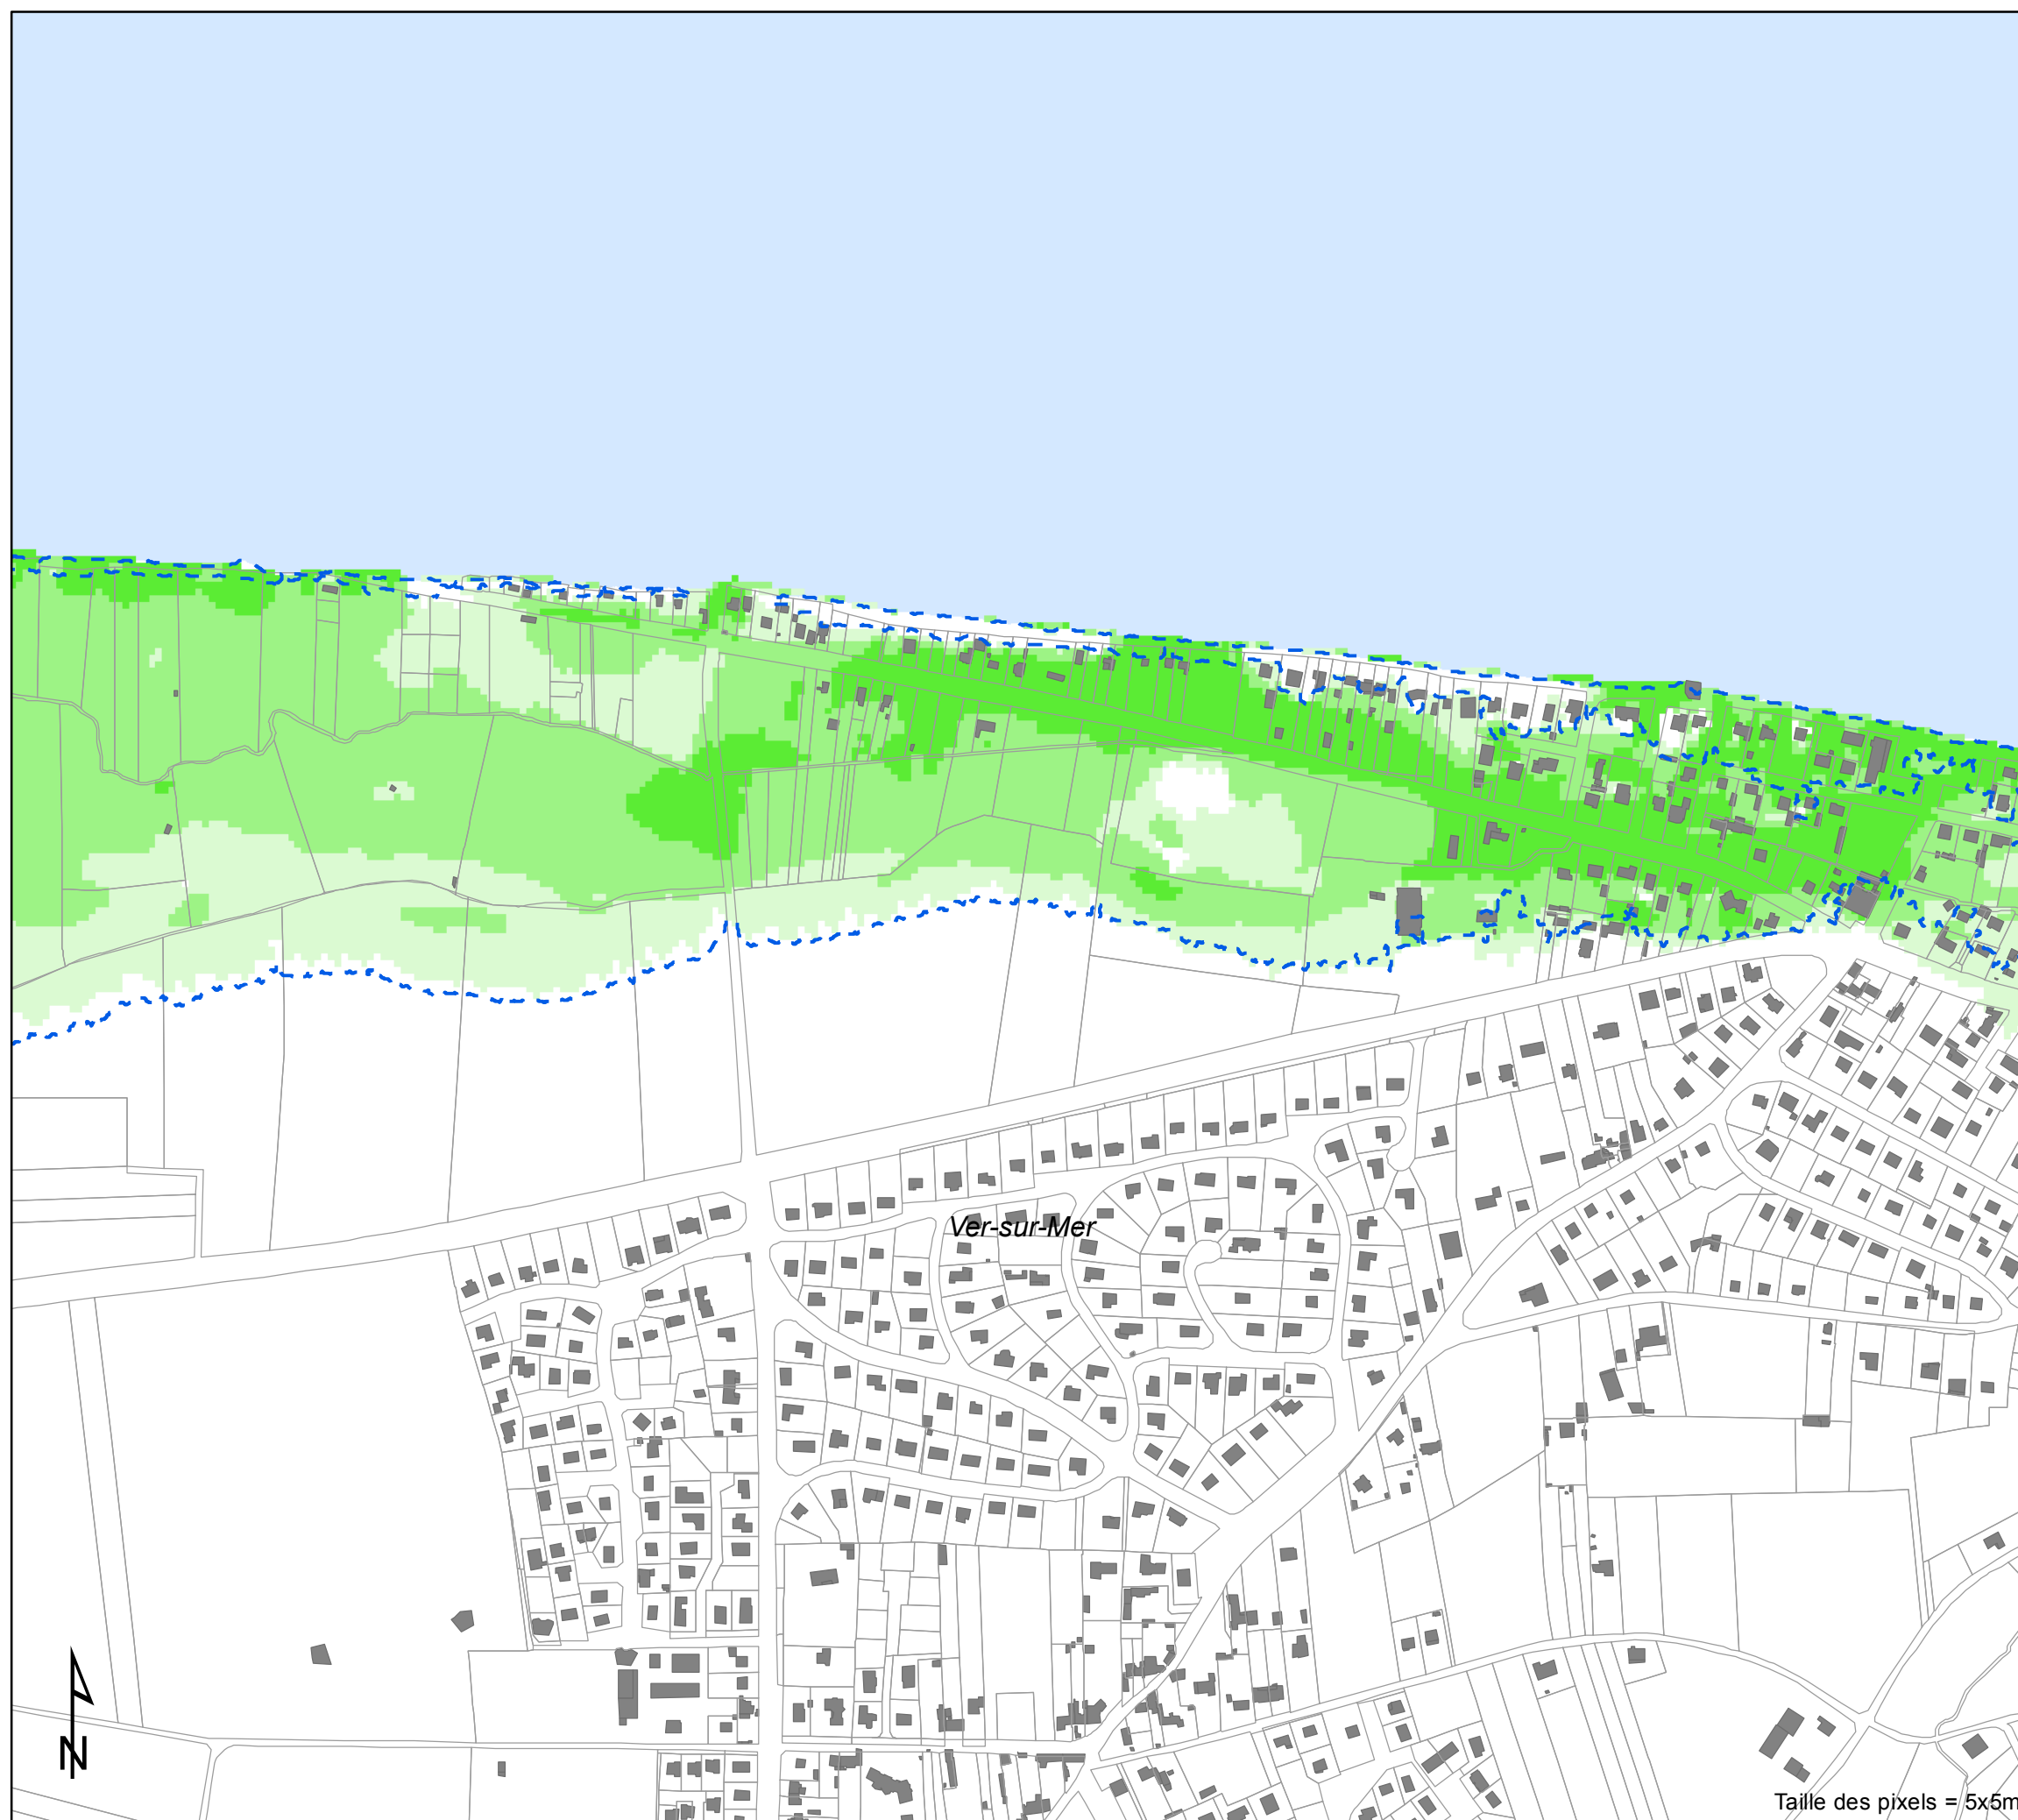 Ver-sur-Mer
N
Taille des pixels = 5x5m